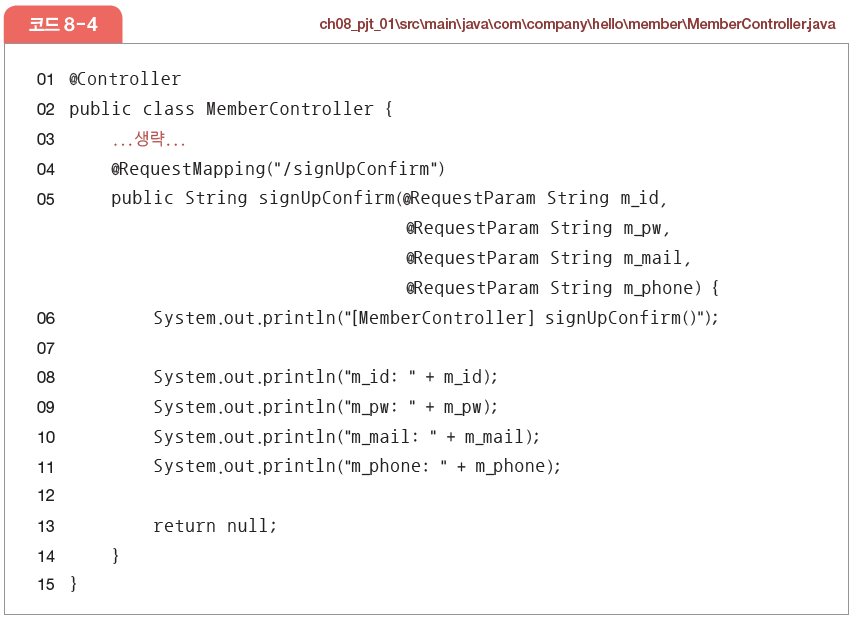 코드 8-4
ch08_pjt_01\src\main\java\com\company\hello\member\MemberController.java
01 @Controller
02 public class MemberController {
03 ...생략...
04 @RequestMapping("/signUpConfirm")
05 public String signUpConfirm(@RequestParam String m_id,
@RequestParam String m_pw,
@RequestParam String m_mail,
@RequestParam String m_phone) {
06 System.out.println("[MemberController] signUpConfirm()");
07
08 System.out.println("m_id: " + m_id);
09 System.out.println("m_pw: " + m_pw);
10 System.out.println("m_mail: " + m_mail);
11 System.out.println("m_phone: " + m_phone);
12
13 return null;
14 }
15 }